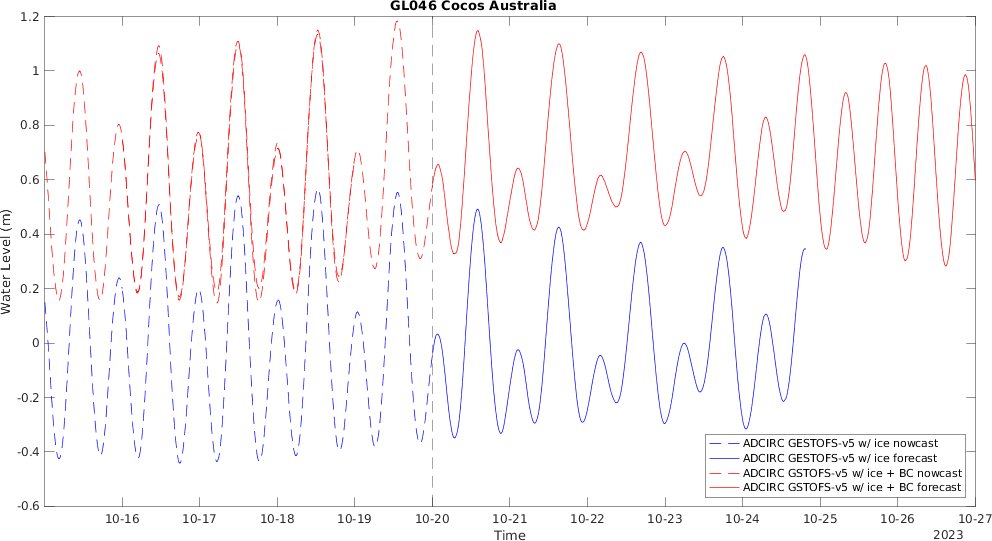 GL046 Cocos Australia
1.2
1
0.8
0.6
0.4
0.2
0
-0.2
-0.4
-0.6
Water Level (m)
ADCIRC GESTOFS-v5 w/ ice nowcast
ADCIRC GESTOFS-v5 w/ ice forecast
ADCIRC GSTOFS-v5 w/ ice + BC nowcast
ADCIRC GSTOFS-v5 w/ ice + BC forecast
10-16 10-17 10-18 10-19 10-20 10-21 10-22 10-23 10-24 10-25 10-26 10-27
Time
2023